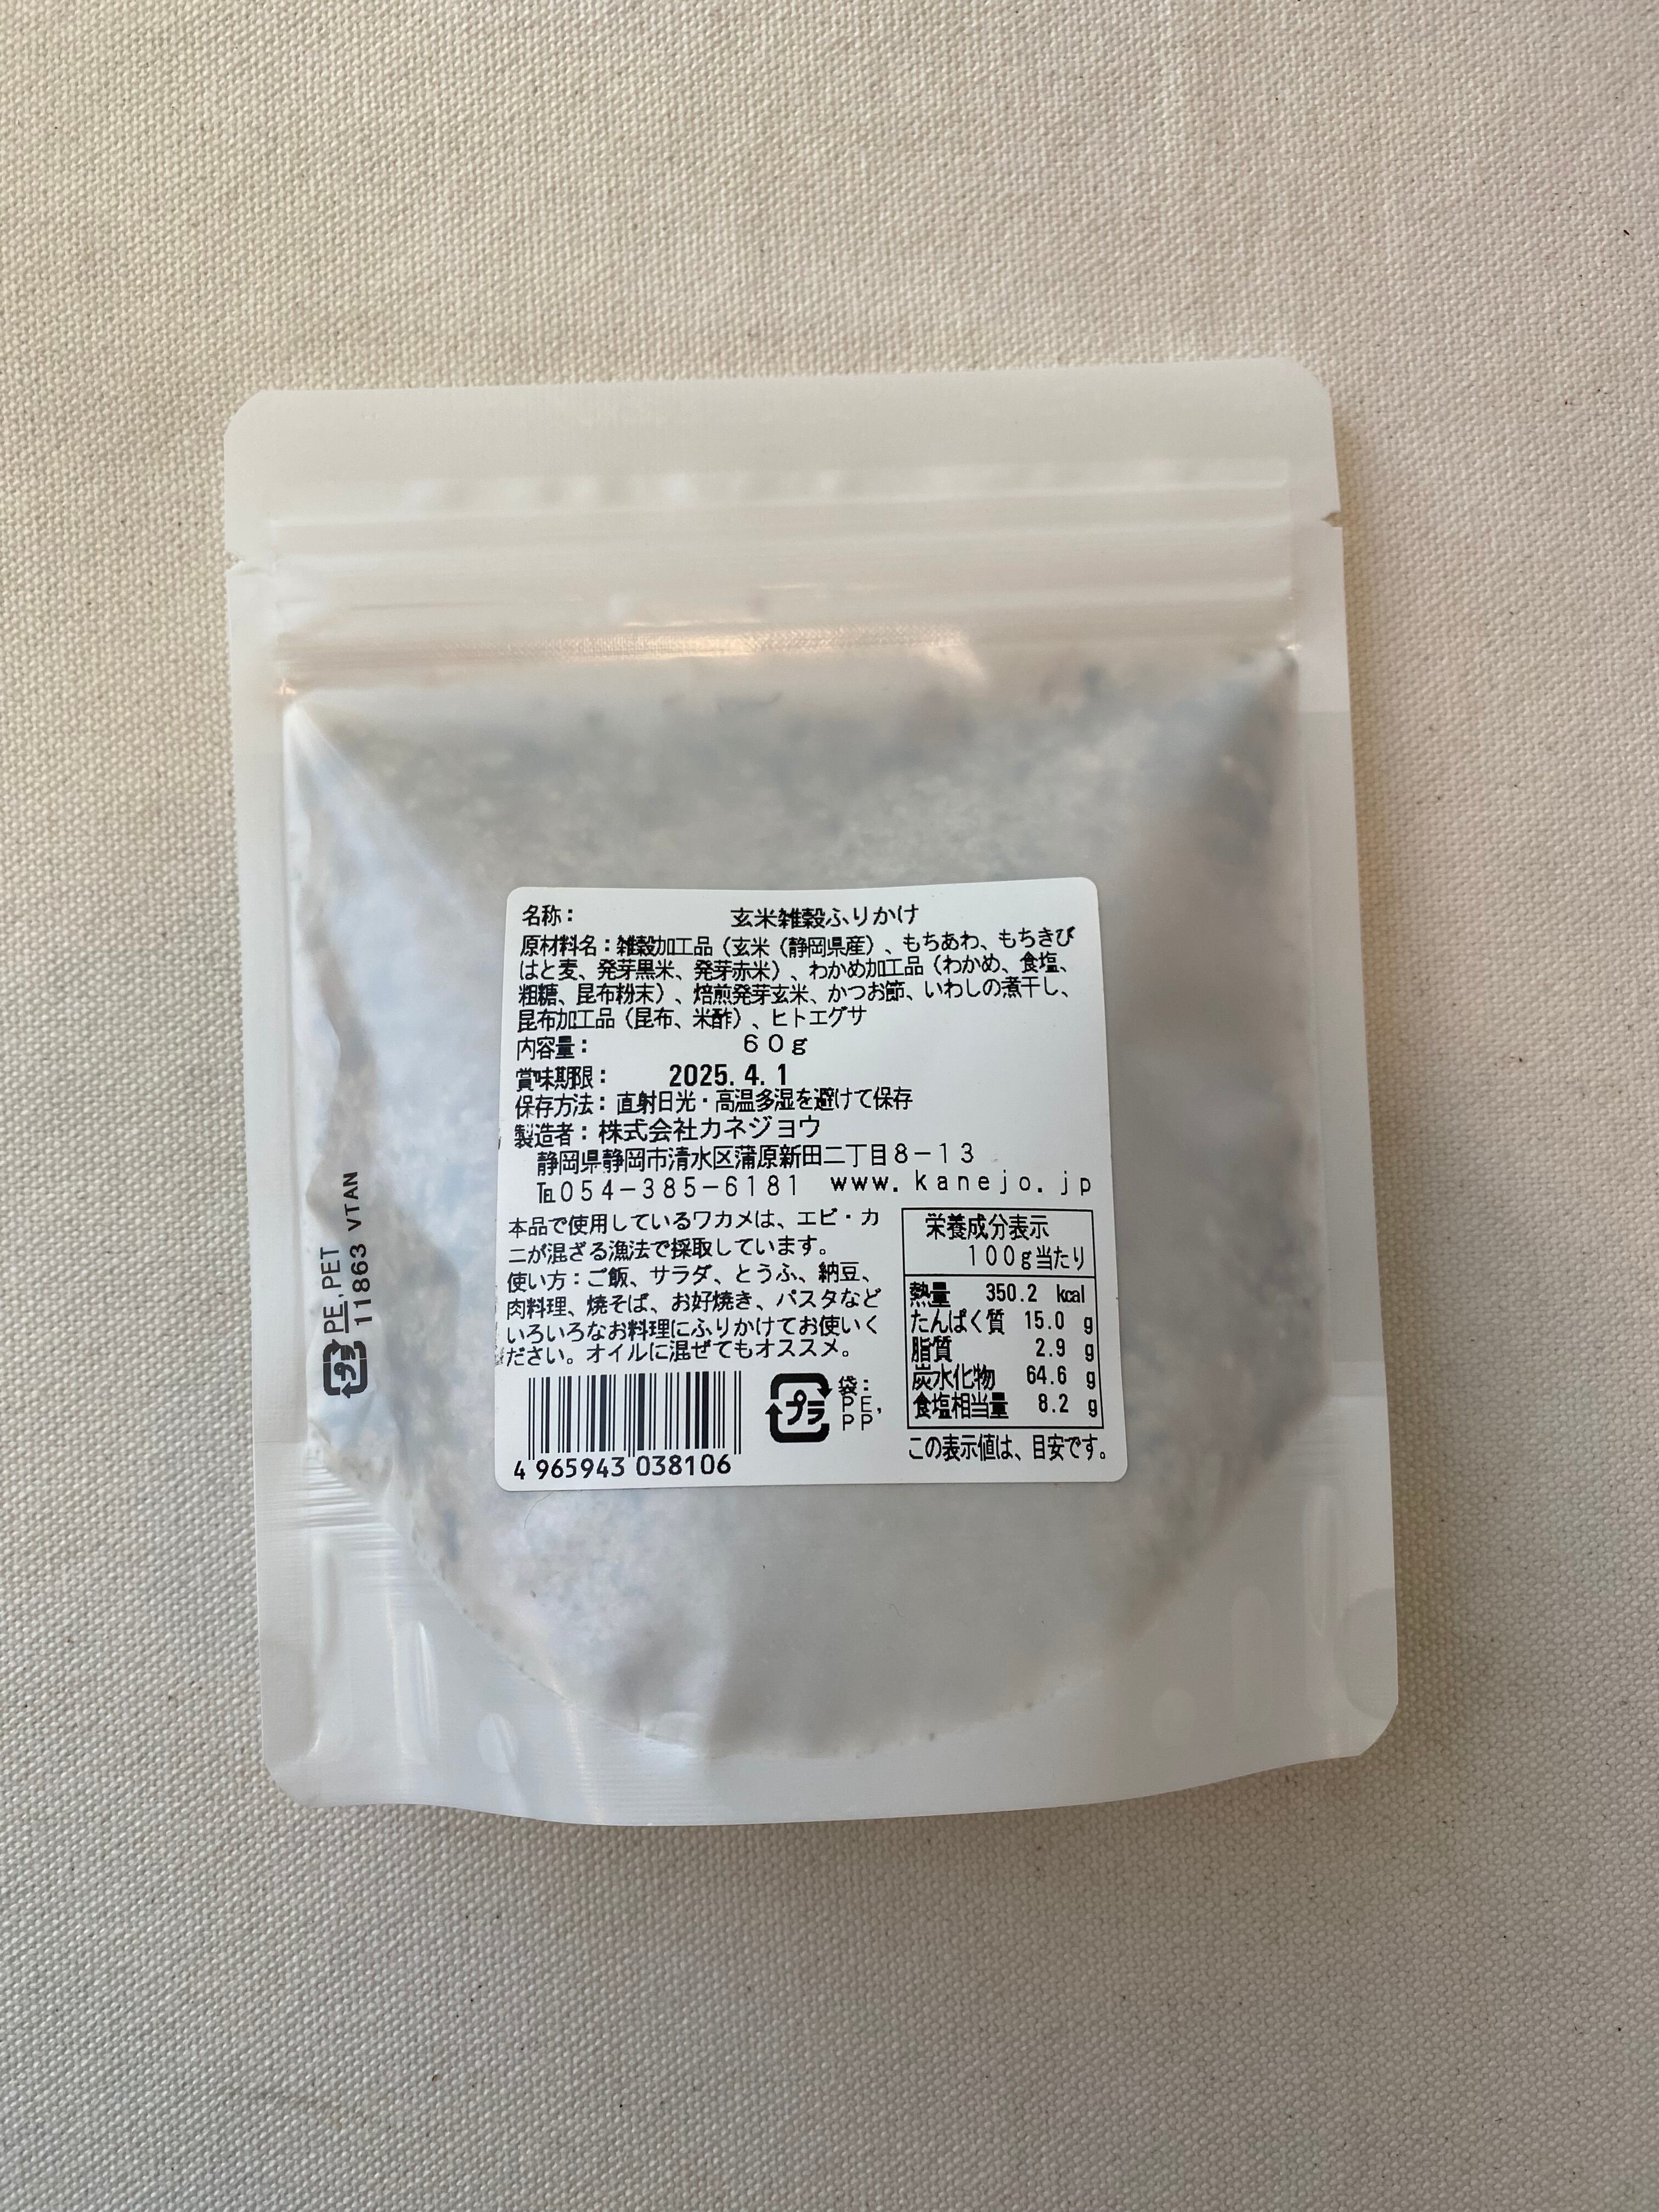 名称： 玄米雑穀ふりかけ
原材料名：雑穀加工品（玄米（静岡県産）、もちあわ、もちきび
はと麦、発芽黒米、発芽赤米）、わかめ加工品（わかめ、食塩、
粗糖、昆布粉末）、焙煎発芽玄米、かつお節、いわしの煮干し、
昆布加工品（昆布、米酢）、ヒトエグサ
内容量： ６０ｇ
賞味期限： 2025.4.1
保存方法：直射日光・高温多湿を避けて保存
製造者：株式会社カネジョウ
静岡県静岡市清水区蒲原新田二丁目８－１３
℡０５４－３８５－６１８１ ｗｗｗ．ｋａｎｅｊｏ．ｊｐ
本品で使用しているワカメは、エビ・カ
ニが混ざる漁法で採取しています。
使い方：ご飯、サラダ、とうふ、納豆、
肉料理、焼そば、お好焼き、パスタなど
いろいろなお料理にふりかけてお使いく
ださい。オイルに混ぜてもオススメ。
栄養成分表示
１００ｇ当たり
熱量 350.2 kcal
たんぱく質 15.0 g
脂質 2.9 g
炭水化物 64.6 g
食塩相当量 8.2 g
この表示値は、目安です。
4 965943 038106
プラ
袋：
ＰＥ，
ＰＰ
プラ PE,PET
11863 VTAN